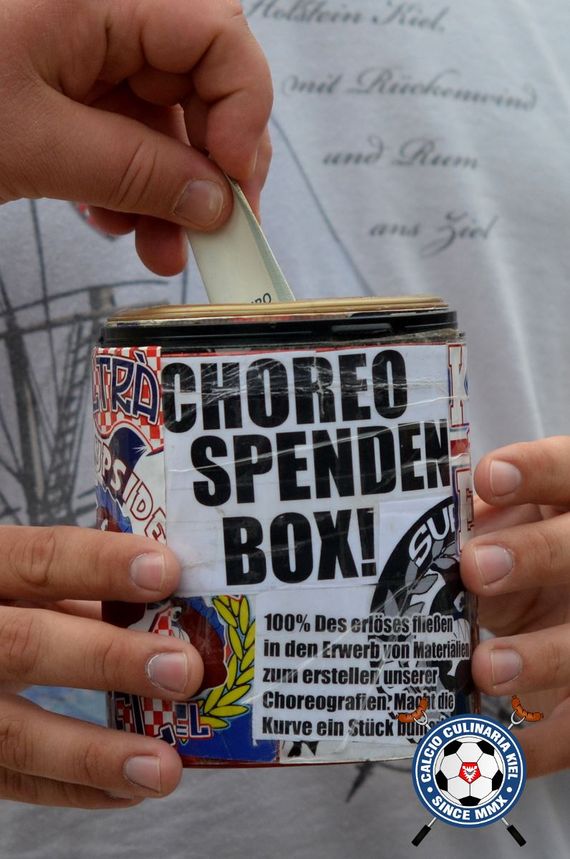 Holstein Kiel,
mit Rückenwind
und Rum
ans Ziel
CHOREO
SPENDEN
BOX!
100% Des erlöses fließen
in den Erwerb von Materialien
zum erstellen unserer
Choreografien. Macht die
Kurve ein Stück
CALCIO CULINARIA KIEL
SINCE MMX